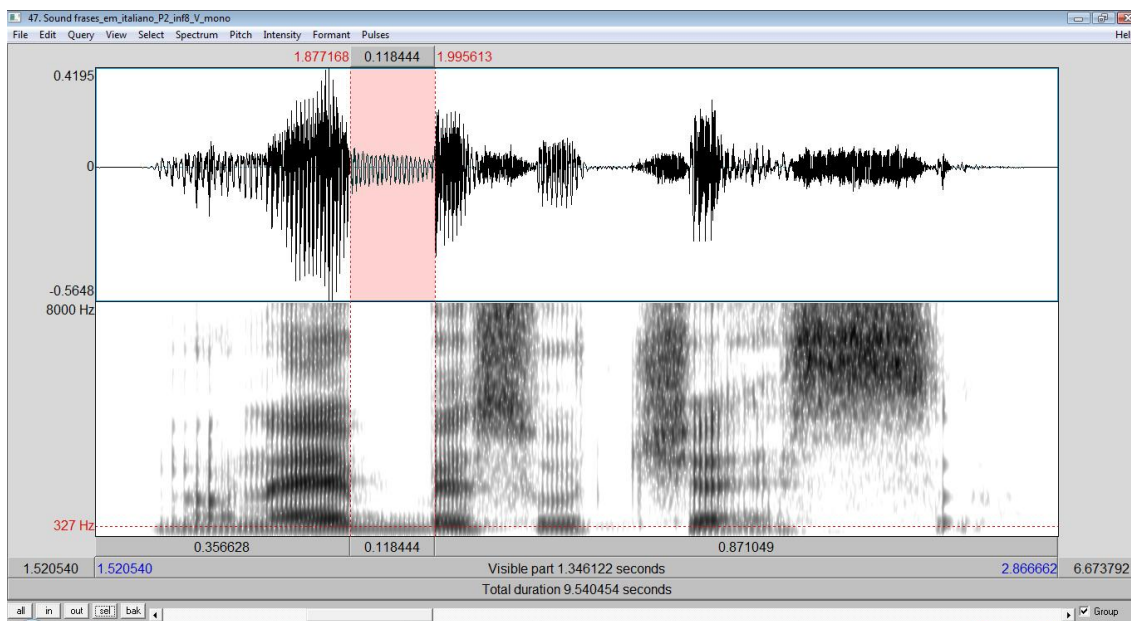 47. Sound frases_em_italiano_P2_inf8_V_mono
File Edit Query View Select Spectrum Pitch Intensity Formant Pulses Hel
1.877168 0.118444 1.995613
0.4195
0
-0.5648
8000 Hz
327 Hz
0.356628 0.118444 0.871049
1.520540 1.520540 Visible part 1.346122 seconds 2.866662 6.673792
Total duration 9.540454 seconds
all in out sel bak Group